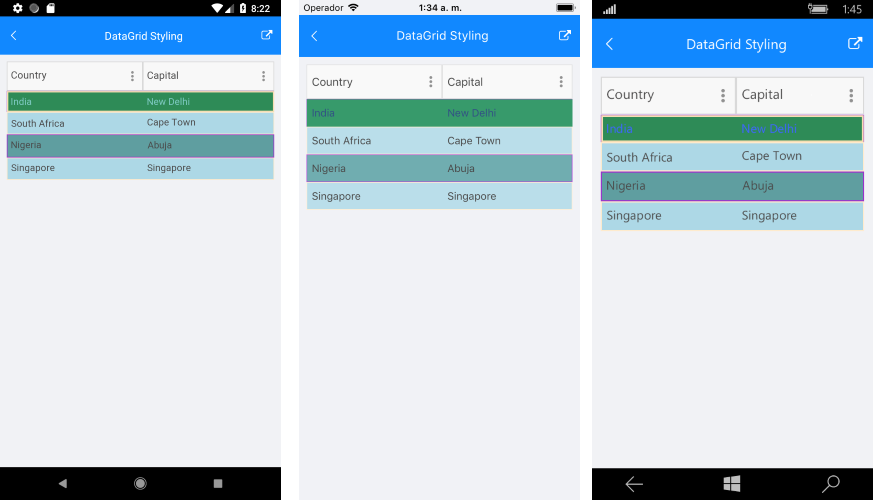 8:22
DataGrid Styling
Country Capital
India New Delhi
South Africa Cape Town
Nigeria Abuja
Singapore Singapore
Operador 1:34 a. m.
DataGrid Styling
Country Capital
India New Delhi
South Africa Cape Town
Nigeria Abuja
Singapore Singapore
1:45
DataGrid Styling
Country Capital
India New Delhi
South Africa Cape Town
Nigeria Abuja
Singapore Singapore